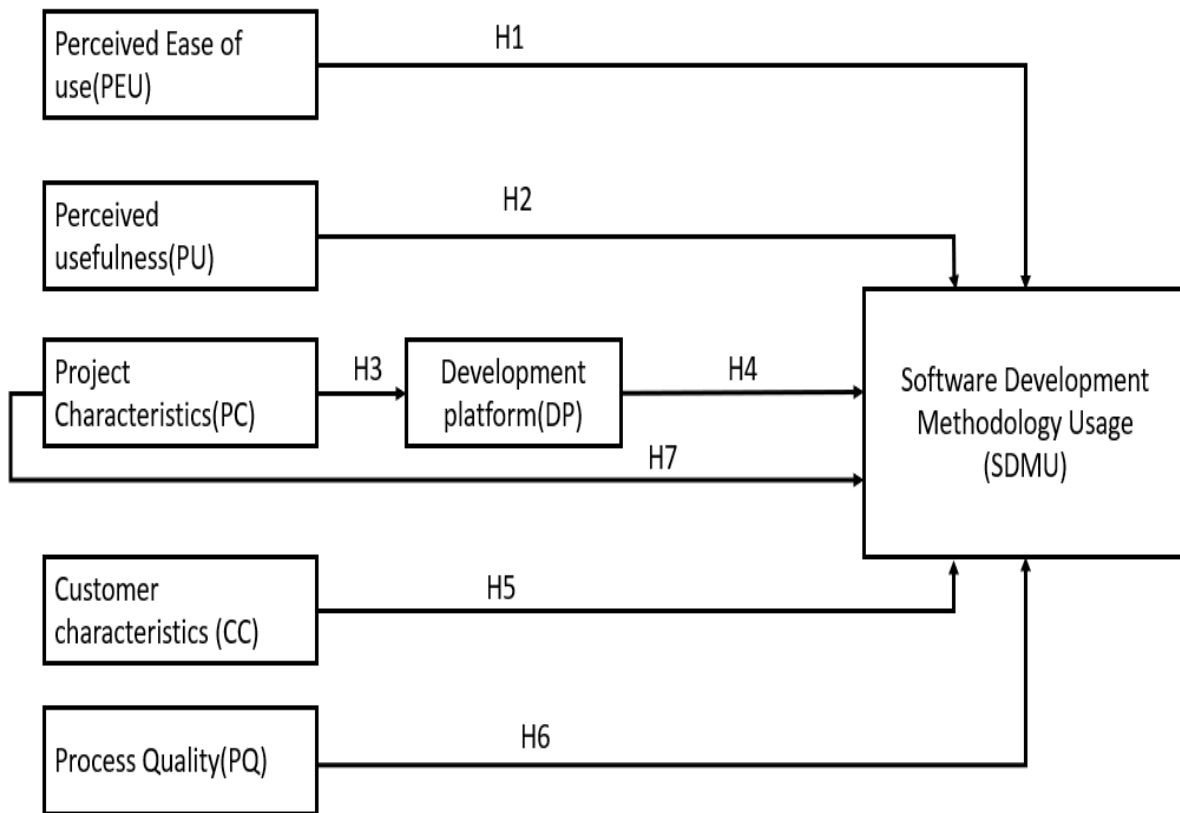 Perceived Ease of
use(PEU)
H1
Perceived
usefulness(PU)
H2
Project
Characteristics(PC)
H3
Development
platform(DP)
H4
Software Development
Methodology Usage
(SDMU)
H7
Customer
characteristics (CC)
H5
Process Quality(PQ)
H6